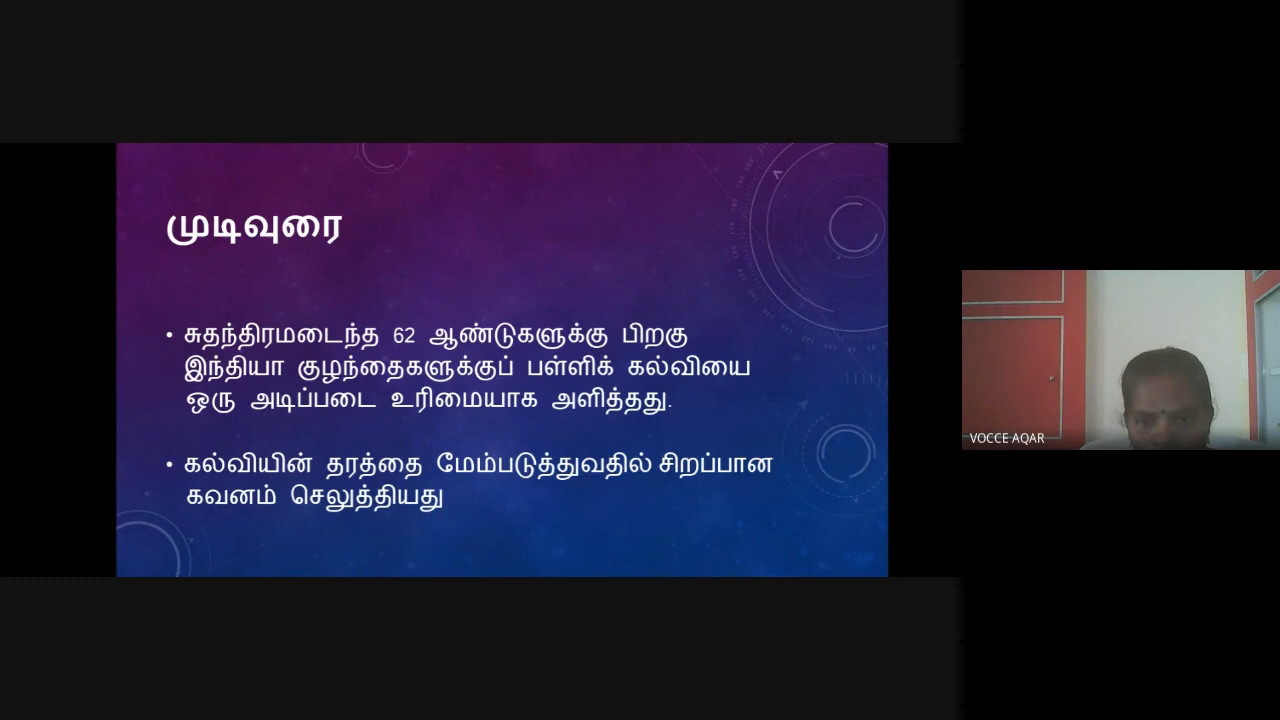 முடிவுரை
• சுதந்திரமடைந்த 62 ஆண்டுகளுக்கு பிறகு
இந்தியா குழந்தைகளுக்குப் பள்ளிக் கல்வியை
ஒரு அடிப்படை உரிமையாக அளித்தது.
• கல்வியின் தரத்தை மேம்படுத்துவதில் சிறப்பான
கவனம் செலுத்தியது
VOCCE AQAR